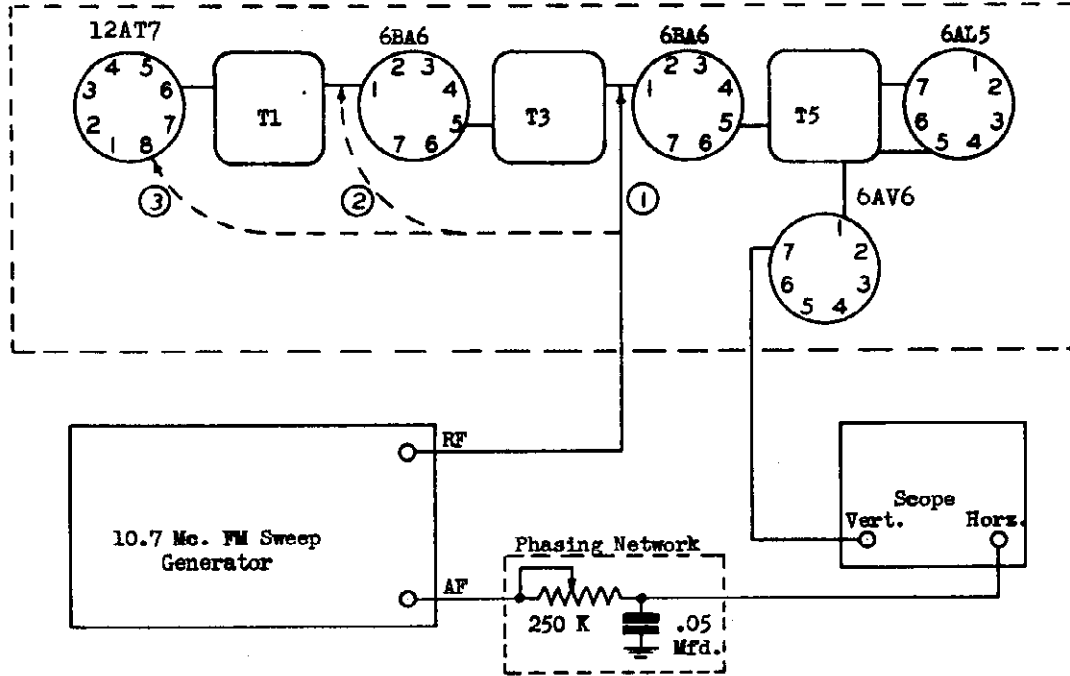 12AT7
6BA6
6BA6
6AL5
1 2 3 4 5 6 7 8
T1
1 2 3 4 5 6 7
T3
1 2 3 4 5 6 7
T5
1 2 3 4 5 6 7
3
2
1
6AV6
1 2 3 4 5 6 7
RF
10.7 Mc. FM Sweep
Generator
AF
Phasing Network
250 K
.05
Mfd.
Scope
Vert.
Horz.